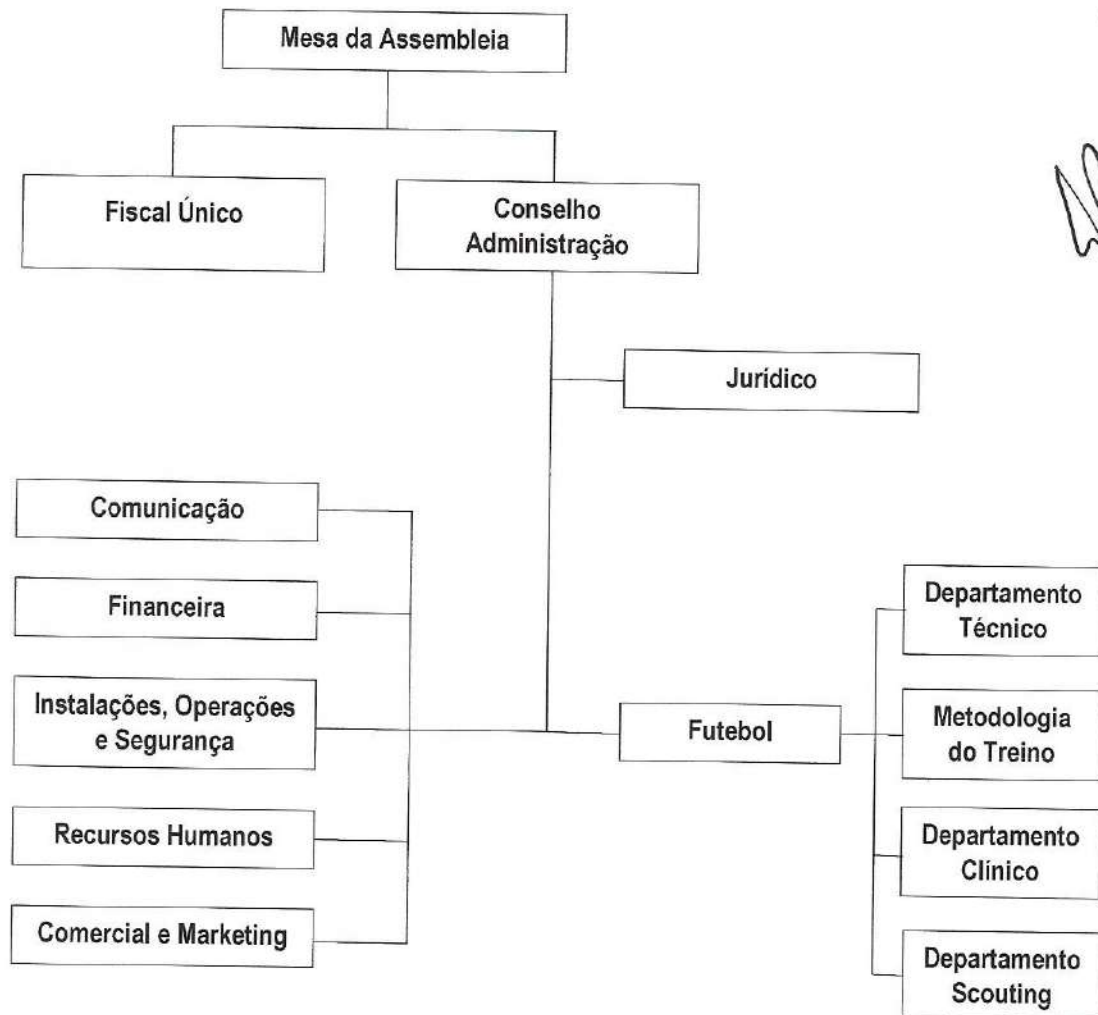 Mesa da Assembleia
Fiscal Único
Conselho
Administração
Jurídico
Comunicação
Financeira
Instalações, Operações
e Segurança
Recursos Humanos
Comercial e Marketing
Futebol
Departamento
Técnico
Metodologia
do Treino
Departamento
Clínico
Departamento
Scouting